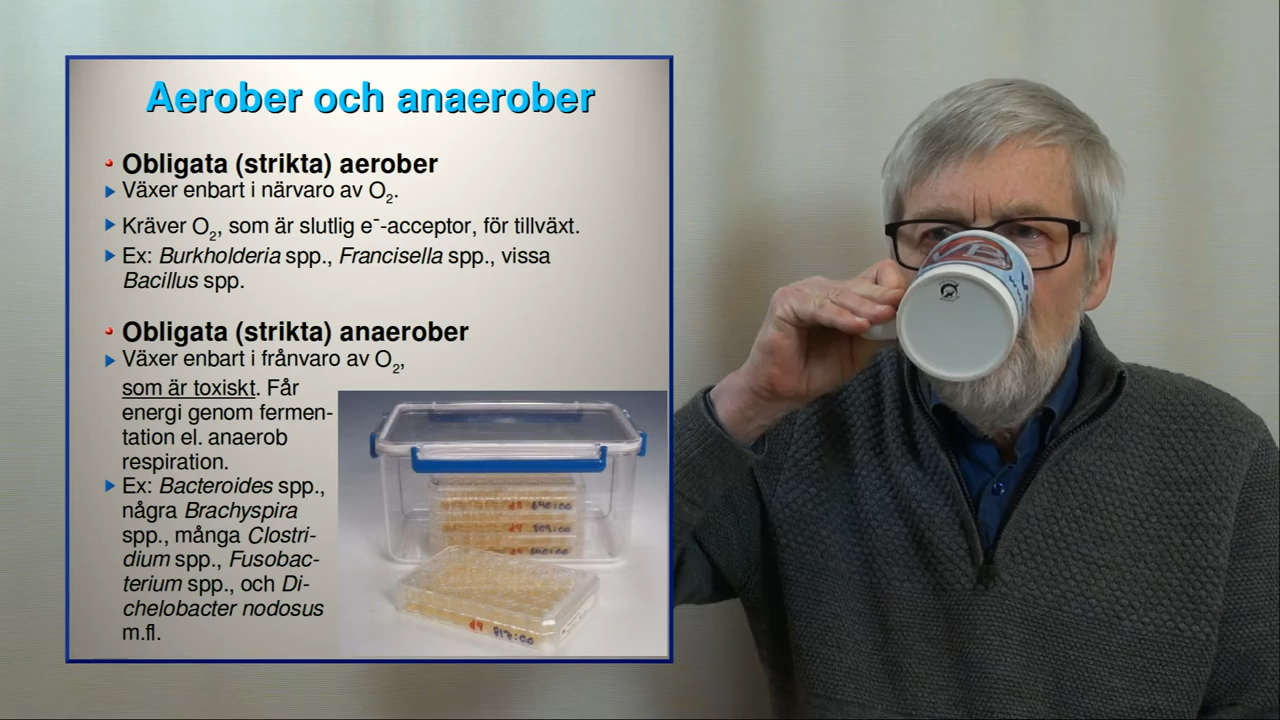 Aerober och anaerober
Obligata (strikta) aerober
Växer enbart i närvaro av O₂.
Kräver O₂, som är slutlig e⁻-acceptor, för tillväxt.
Ex: Burkholderia spp., Francisella spp., vissa
Bacillus spp.
Obligata (strikta) anaerober
Växer enbart i frånvaro av O₂,
som är toxiskt. Får
energi genom fermen-
tation el. anaerob
respiration.
Ex: Bacteroides spp.,
några Brachyspira
spp., många Clostri-
dium spp., Fusobac-
terium spp., och Di-
chelobacter nodosus
m.fl.